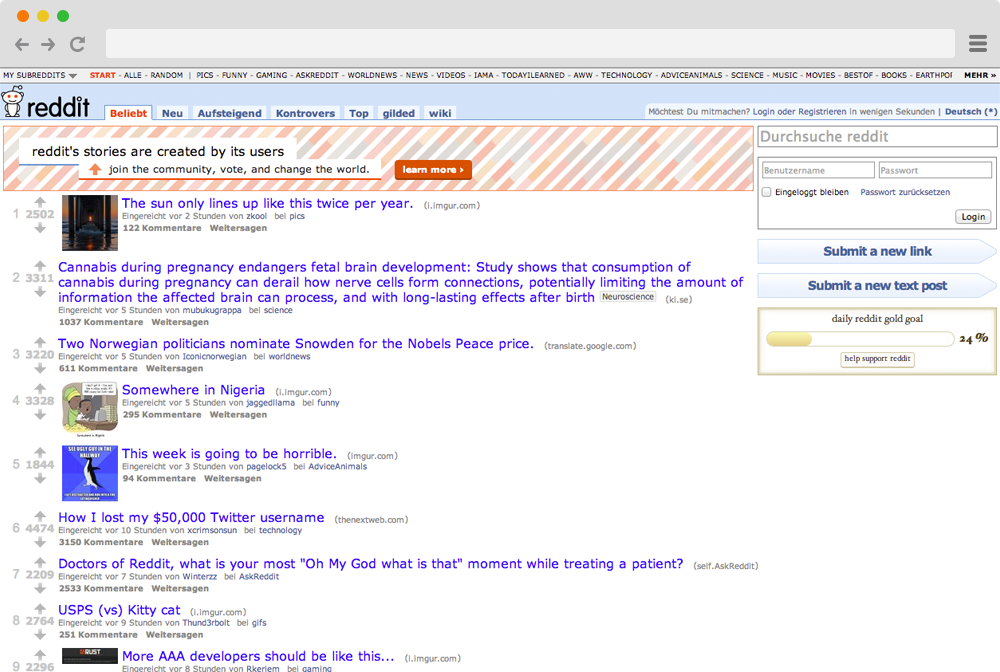 MY SUBREDDITS START - ALLE - RANDOM | PICS - FUNNY - GAMING - ASKREDDIT - WORLDNEWS - NEWS - VIDEOS - IAMA - TODAYILEARNED - AWW - TECHNOLOGY - ADVICEANIMALS - SCIENCE - MUSIC - MOVIES - BESTOF - BOOKS - EARTHPOI MEHR »
reddit Beliebt Neu Aufsteigend Kontrovers Top gilded wiki
Möchtest Du mitmachen? Login oder Registrieren in wenigen Sekunden | Deutsch (*)
reddit's stories are created by its users
join the community, vote, and change the world.
learn more ›
1 2502
The sun only lines up like this twice per year. (i.imgur.com)
Eingereicht vor 2 Stunden von zkool bei pics
122 Kommentare Weitersagen
2 3311
Cannabis during pregnancy endangers fetal brain development: Study shows that consumption of
cannabis during pregnancy can derail how nerve cells form connections, potentially limiting the amount of
information the affected brain can process, and with long-lasting effects after birth Neuroscience (ki.se)
Eingereicht vor 5 Stunden von mubukugrappa bei science
1037 Kommentare Weitersagen
3 3220
Two Norwegian politicians nominate Snowden for the Nobels Peace price. (translate.google.com)
Eingereicht vor 5 Stunden von Iconicnorwegian bei worldnews
611 Kommentare Weitersagen
4 3328
Somewhere in Nigeria
Somewhere in Nigeria (i.imgur.com)
Eingereicht vor 5 Stunden von jaggedllama bei funny
295 Kommentare Weitersagen
5 1844
SEE UGLY GUY IN THE
HALLWAY
This week is going to be horrible. (imgur.com)
Eingereicht vor 3 Stunden von pagelock5 bei AdviceAnimals
94 Kommentare Weitersagen
6 4474
How I lost my $50,000 Twitter username (thenextweb.com)
Eingereicht vor 10 Stunden von xcrimsonsun bei technology
3150 Kommentare Weitersagen
7 2209
Doctors of Reddit, what is your most "Oh My God what is that" moment while treating a patient? (self.AskReddit)
Eingereicht vor 7 Stunden von Winterzz bei AskReddit
2533 Kommentare Weitersagen
8 2764
USPS (vs) Kitty cat (i.imgur.com)
Eingereicht vor 9 Stunden von Thund3rbolt bei gifs
251 Kommentare Weitersagen
9 2296
RUST
More AAA developers should be like this... (i.imgur.com)
Eingereicht vor 8 Stunden von Rkeriem bei gaming
Durchsuche reddit
Benutzername Passwort
Eingeloggt bleiben Passwort zurücksetzen
Login
Submit a new link
Submit a new text post
daily reddit gold goal
24%
help support reddit